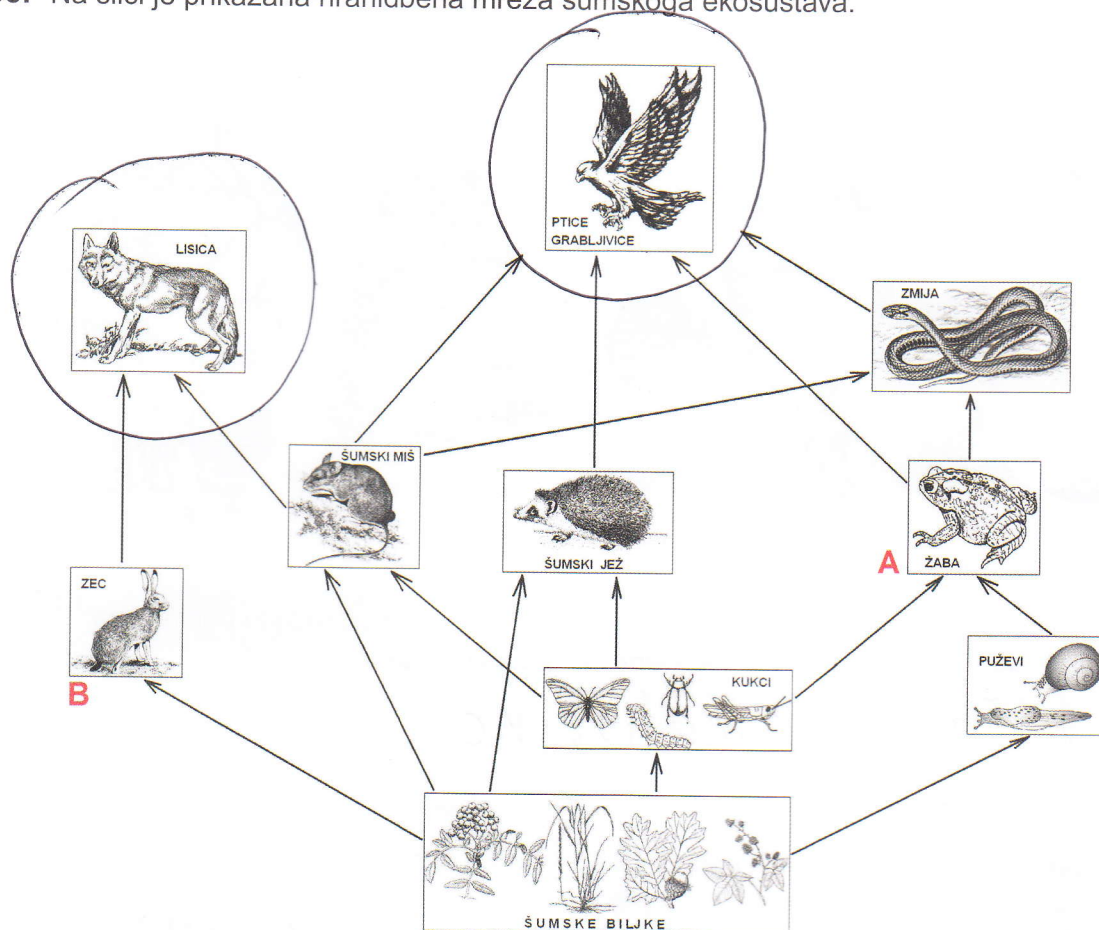 Na slici je prikazana hranidbena mreža šumskoga ekosustava.
PTICE
GRABLJIVICE
LISICA
ZMIJA
ŠUMSKI MIŠ
ŠUMSKI JEŽ
A
ŽABA
ZEC
B
KUKCI
PUŽEVI
ŠUMSKE BILJKE